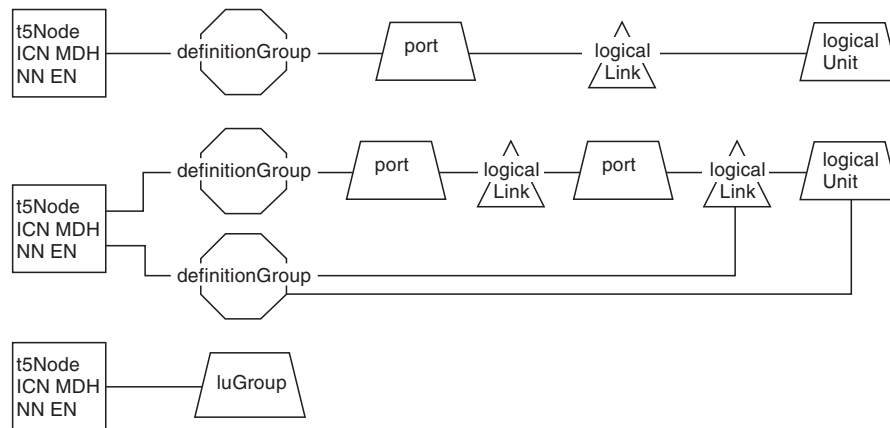 t5Node
ICN MDH
NN EN
definitionGroup
port
logical
Link
logical
Unit
t5Node
ICN MDH
NN EN
definitionGroup
port
logical
Link
port
logical
Link
logical
Unit
definitionGroup
t5Node
ICN MDH
NN EN
luGroup